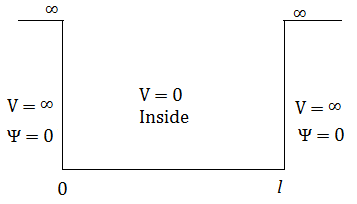 ∞
∞
V = ∞
Ψ = 0
V = 0
Inside
V = ∞
Ψ = 0
0
l